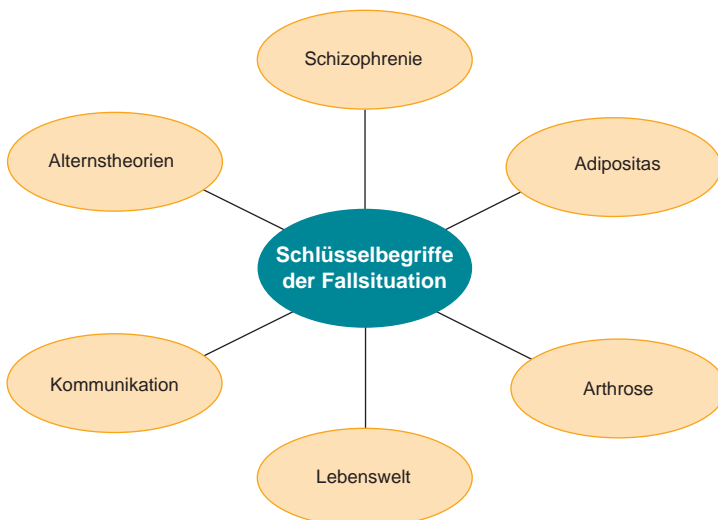 Schizophrenie
Alternstheorien
Adipositas
Schlüsselbegriffe
der Fallsituation
Kommunikation
Arthrose
Lebenswelt